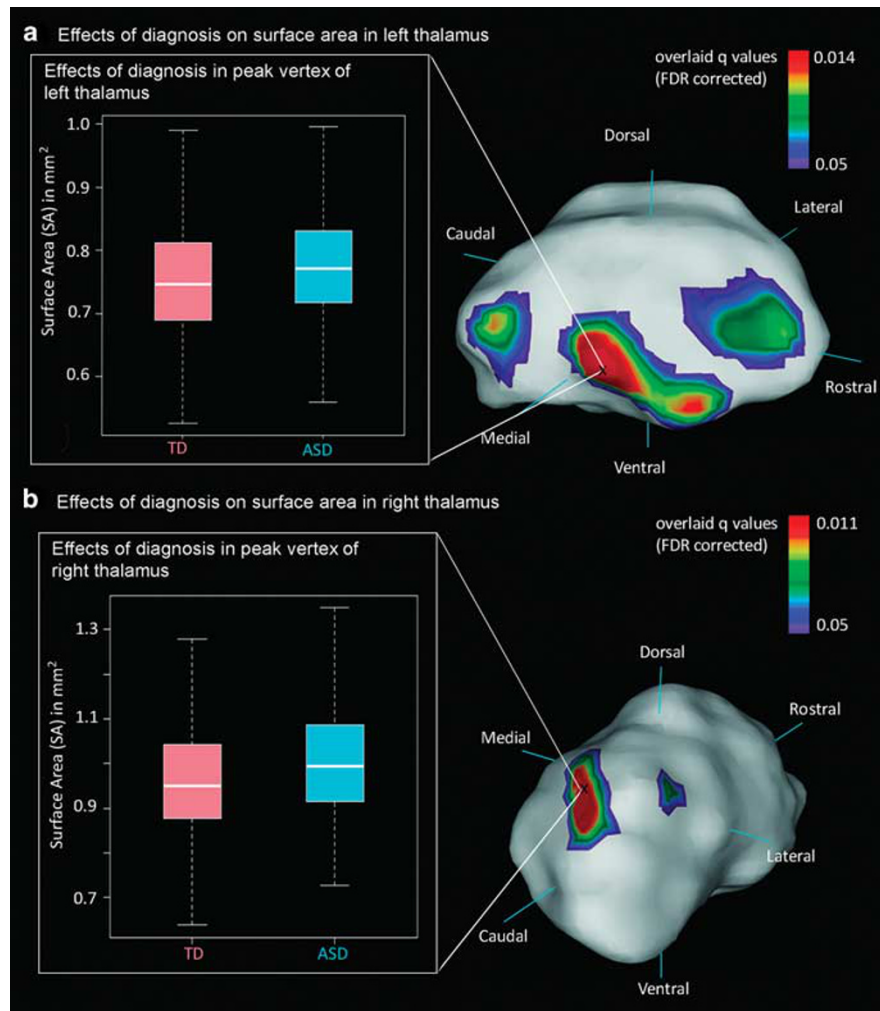 a Effects of diagnosis on surface area in left thalamus
Effects of diagnosis in peak vertex of
left thalamus
Surface Area (SA) in mm²
1.0
0.9
0.8
0.7
0.6
TD
ASD
overlaid q values
(FDR corrected)
0.014
0.05
Dorsal
Lateral
Caudal
Rostral
Medial
Ventral
b Effects of diagnosis on surface area in right thalamus
Effects of diagnosis in peak vertex of
right thalamus
Surface Area (SA) in mm²
1.3
1.1
0.9
0.7
TD
ASD
overlaid q values
(FDR corrected)
0.011
0.05
Dorsal
Rostral
Medial
Lateral
Caudal
Ventral